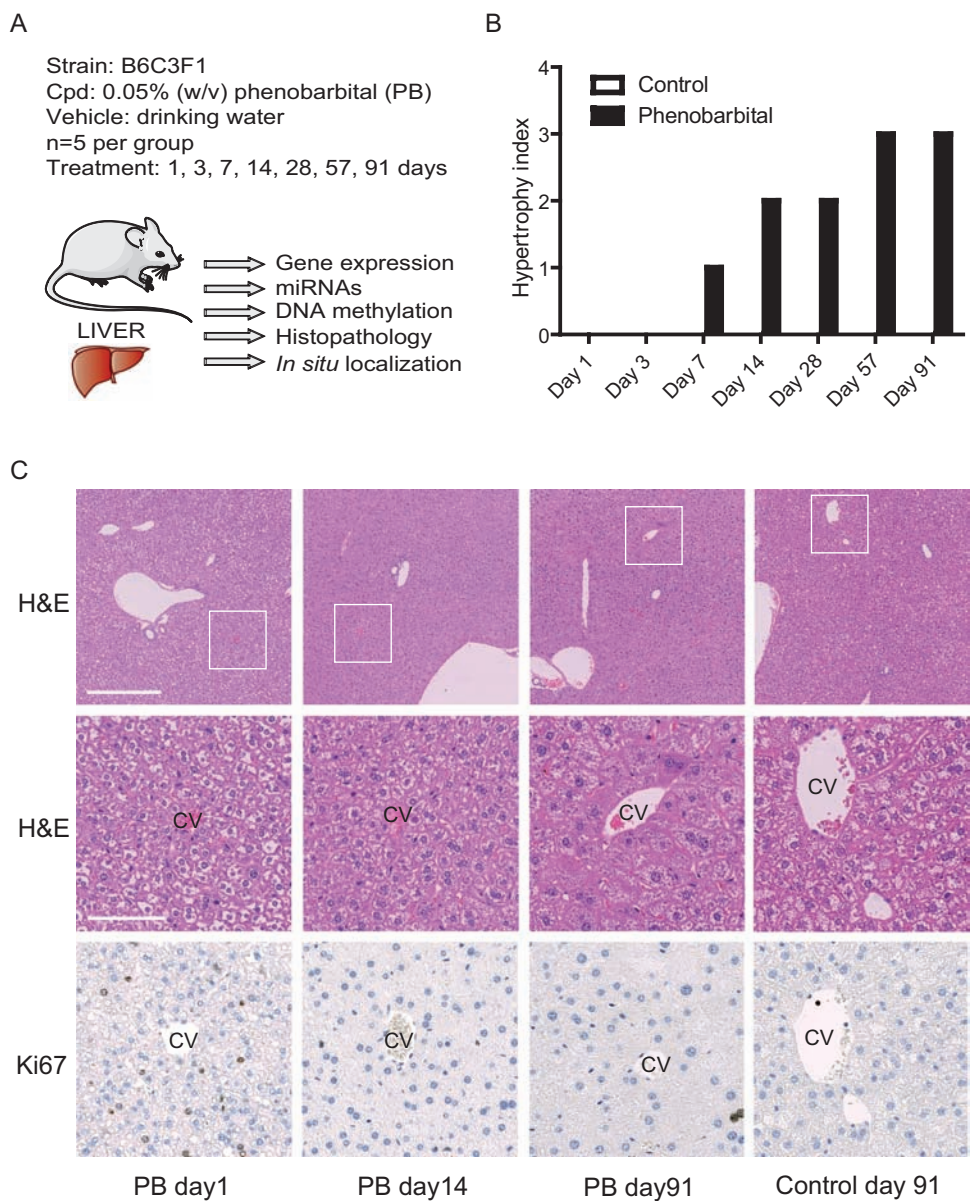 A
Strain: B6C3F1
Cpd: 0.05% (w/v) phenobarbital (PB)
Vehicle: drinking water
n=5 per group
Treatment: 1, 3, 7, 14, 28, 57, 91 days
LIVER
Gene expression
miRNAs
DNA methylation
Histopathology
In situ localization
B
Hypertrophy index
4
3
2
1
0
Control
Phenobarbital
Day 1
Day 3
Day 7
Day 14
Day 28
Day 57
Day 91
C
H&E
H&E
CV
CV
CV
CV
Ki67
CV
CV
CV
CV
PB day1
PB day14
PB day91
Control day 91